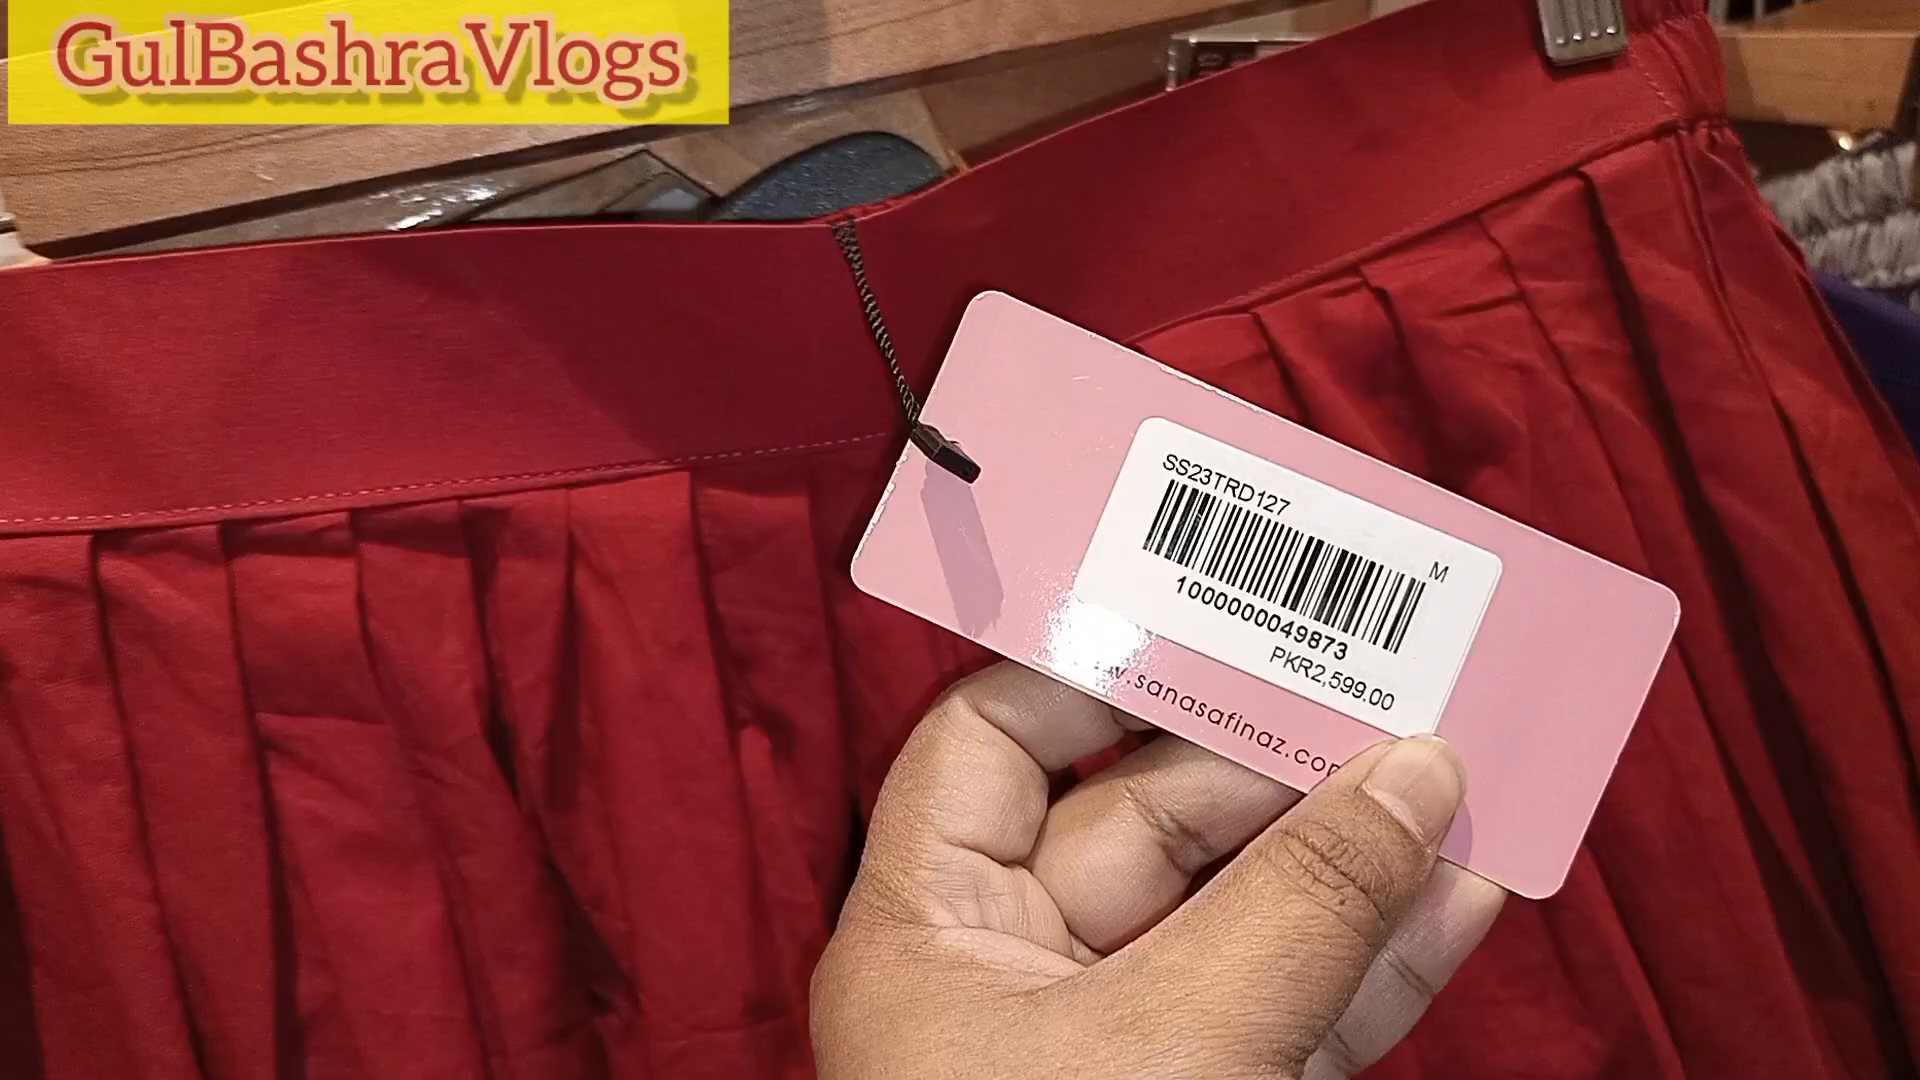 GulBashraVlogs
SS23TRD127
M
1000000049873
PKR2,599.00
.sanasafinaz.co